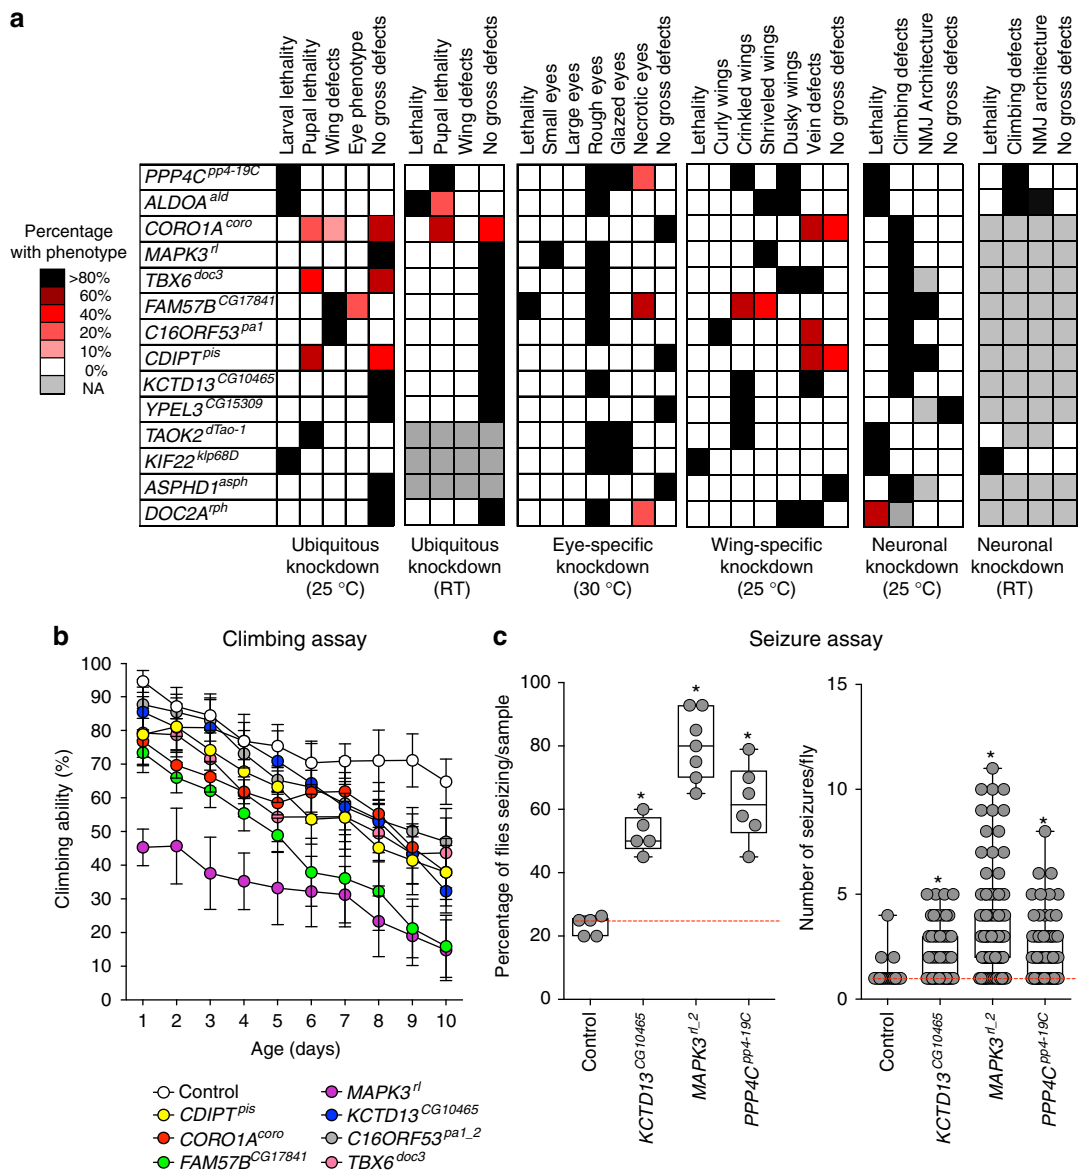 a
Larval lethality
Pupal lethality
Wing defects
Eye phenotype
No gross defects
Lethality
Pupal lethality
Wing defects
No gross defects
Lethality
Small eyes
Large eyes
Rough eyes
Glazed eyes
Necrotic eyes
No gross defects
Lethality
Curly wings
Crinkled wings
Shriveled wings
Dusky wings
Vein defects
No gross defects
Lethality
Climbing defects
NMJ Architecture
No gross defects
Lethality
Climbing defects
NMJ architecture
No gross defects
Percentage
with phenotype
>80%
60%
40%
20%
10%
0%
NA
PPP4C pp4-19C
ALDOA ald
CORO1A coro
MAPK3 rl
TBX6 doc3
FAM57B CG17841
C16ORF53 pa1
CDIPT pis
KCTD13 CG10465
YPEL3 CG15309
TAOK2 dTao-1
KIF22 klp68D
ASPHD1 asph
DOC2A rph
Ubiquitous
knockdown
(25 °C)
Ubiquitous
knockdown
(RT)
Eye-specific
knockdown
(30 °C)
Wing-specific
knockdown
(25 °C)
Neuronal
knockdown
(25 °C)
Neuronal
knockdown
(RT)
b
Climbing assay
Climbing ability (%)
100
90
80
70
60
50
40
30
20
10
0
1 2 3 4 5 6 7 8 9 10
Age (days)
Control
CDIPT pis
CORO1A coro
FAM57B CG17841
MAPK3 rl
KCTD13 CG10465
C16ORF53 pa1_2
TBX6 doc3
c
Seizure assay
Percentage of flies seizing/sample
100
80
60
40
20
0
*
*
*
Control
KCTD13 CG10465
MAPK3 rl_2
PPP4C pp4-19C
Number of seizures/fly
15
10
5
0
*
*
*
Control
KCTD13 CG10465
MAPK3 rl_2
PPP4C pp4-19C